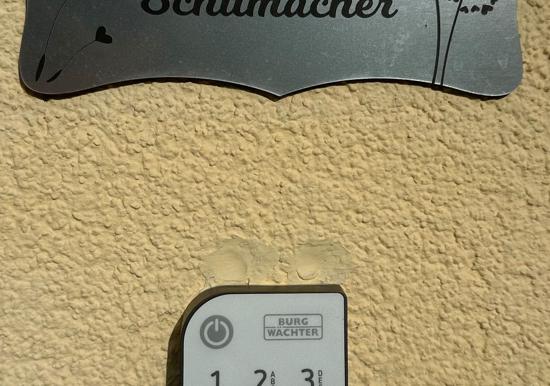 Schumacher
BURG
WÄCHTER
1 2 A B 3 D E